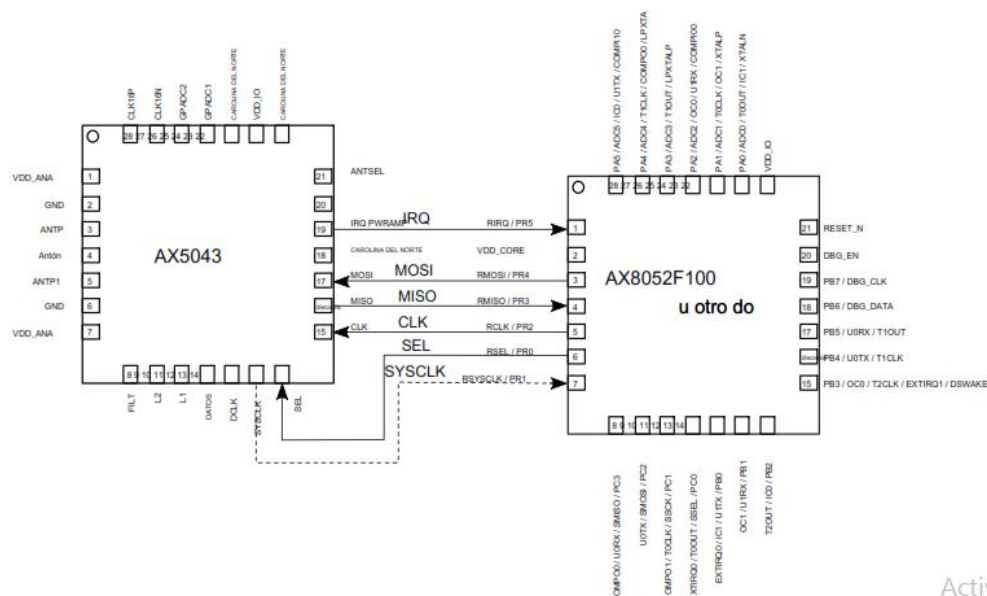 CLK16P
CLK16N
GPADC2
GPADC1
CAROLINA DEL NORTE
VDD_IO
CAROLINA DEL NORTE
28 27 26 25 24 23 22
VDD_ANA 1
GND 2
ANTP 3
Antón 4
ANTP1 5
GND 6
VDD_ANA 7
AX5043
21 ANTSEL
20
19 IRQ PWRAMP
18 CAROLINA DEL NORTE
17 MOSI
MISO
15 CLK
8 9 10 11 12 13 14
FILT
L2
L1
DATOS
DCLK
SYSCLK
SEL
IRQ
MOSI
MISO
CLK
SEL
SYSCLK
RIRQ / PR5
VDD_CORE
RMOSI / PR4
RMISO / PR3
RCLK / PR2
RSEL / PR0
RSYSCLK / PR1
PA5 / ADC5 / IC0 / U1TX / COMPI10
PA4 / ADC4 / T1CLK / COMPO0 / LPXTA
PA3 / ADC3 / T1OUT / LPXTALP
PA2 / ADC2 / OC0 / U1RX / COMPI00
PA1 / ADC1 / T0CLK / OC1 / XTALP
PA0 / ADC0 / T0OUT / IC1 / XTALN
VDD_IO
28 27 26 25 24 23 22
1
2
3
4
5
6
7
AX8052F100
u otro do
21 RESET_N
20 DBG_EN
19 PB7 / DBG_CLK
18 PB6 / DBG_DATA
17 PB5 / U0RX / T1OUT
PB4 / U0TX / T1CLK
15 PB3 / OC0 / T2CLK / EXTIRQ1 / DSWAKE
8 9 10 11 12 13 14
OMPO0 / U0RX / SMISO / PC3
U0TX / SMOSI / PC2
OMPO1 / T0CLK / SSCK / PC1
XTIRQ0 / T0OUT / SSEL / PC0
EXTIRQ0 / IC1 / U1TX / PB0
OC1 / U1RX / PB1
T2OUT / IC0 / PB2
Activ